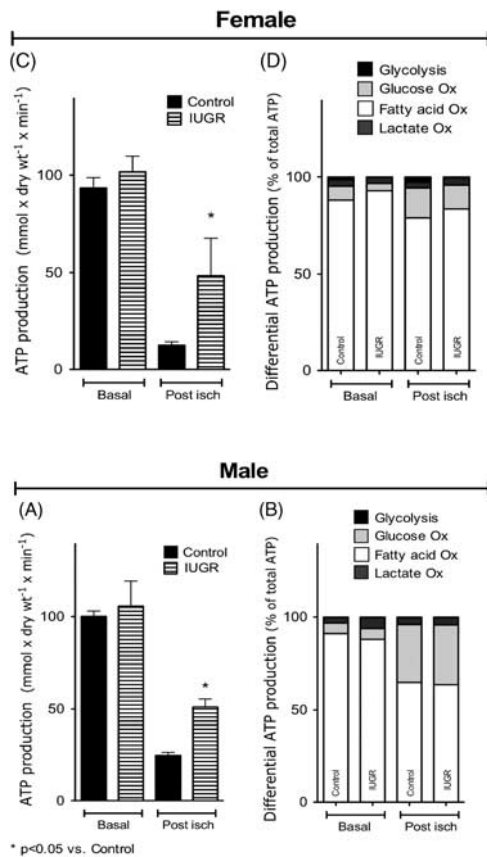 Female
(C)
ATP production (mmol x dry wt⁻¹ x min⁻¹)
100
50
0
Control
IUGR
*
Basal
Post isch
(D)
Differential ATP production (% of total ATP)
100
50
0
Glycolysis
Glucose Ox
Fatty acid Ox
Lactate Ox
Control
IUGR
Control
IUGR
Basal
Post isch
Male
(A)
ATP production (mmol x dry wt⁻¹ x min⁻¹)
100
50
0
Control
IUGR
*
Basal
Post isch
(B)
Differential ATP production (% of total ATP)
100
50
0
Glycolysis
Glucose Ox
Fatty acid Ox
Lactate Ox
Control
IUGR
Control
IUGR
Basal
Post isch
* p<0.05 vs. Control